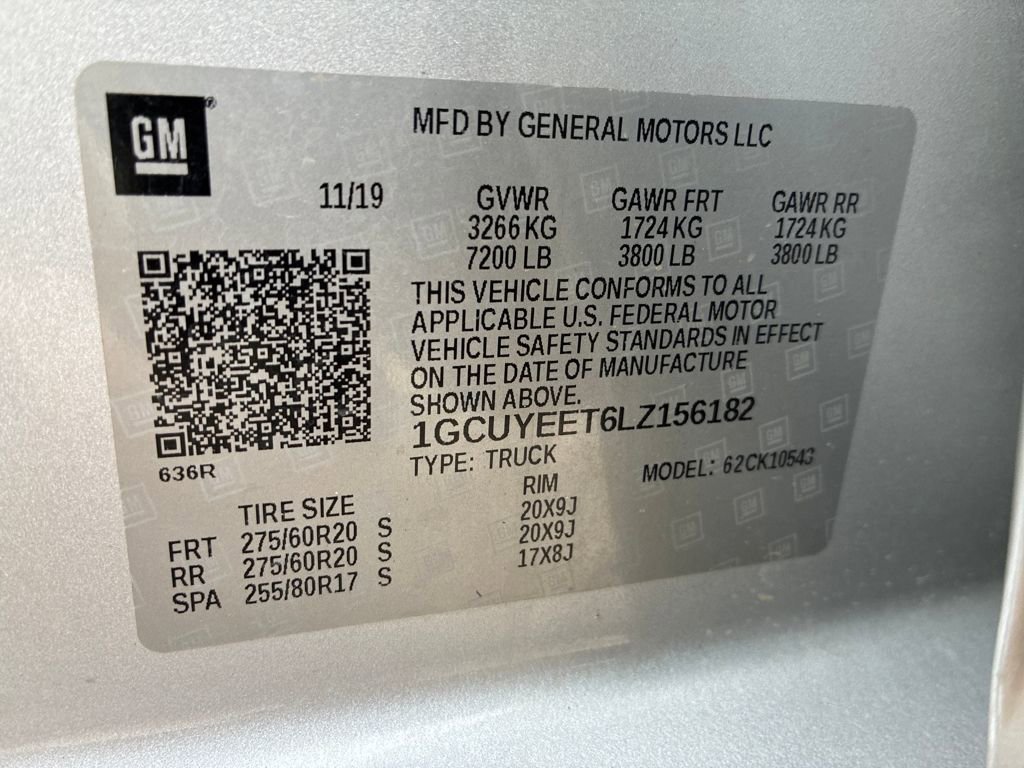 GM®
MFD BY GENERAL MOTORS LLC
11/19
GVWR GAWR FRT GAWR RR
3266 KG 1724 KG 1724 KG
7200 LB 3800 LB 3800 LB
THIS VEHICLE CONFORMS TO ALL
APPLICABLE U.S. FEDERAL MOTOR
VEHICLE SAFETY STANDARDS IN EFFECT
ON THE DATE OF MANUFACTURE
SHOWN ABOVE.
1GCUYEET6LZ156182
636R
TYPE: TRUCK MODEL: 62CK10543
TIRE SIZE RIM
FRT 275/60R20 S 20X9J
RR 275/60R20 S 20X9J
SPA 255/80R17 S 17X8J